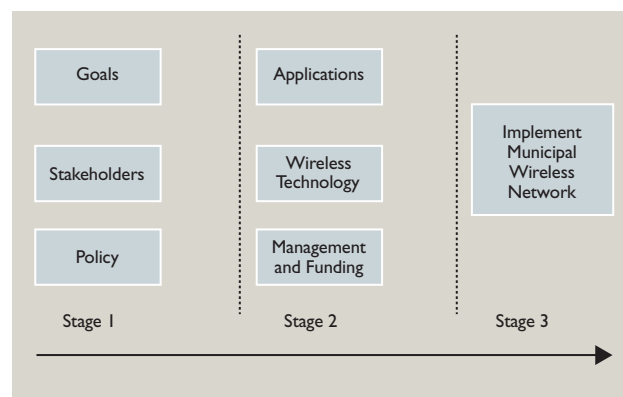 Goals
Stakeholders
Policy
Stage 1
Applications
Wireless
Technology
Management
and Funding
Stage 2
Implement
Municipal
Wireless
Network
Stage 3